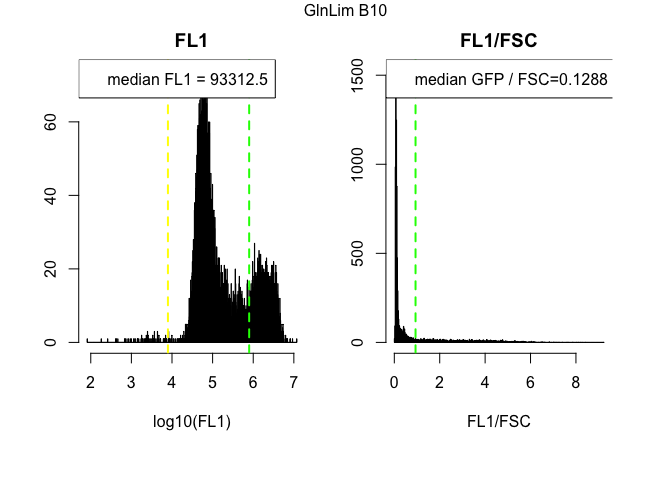 GlnLim B10
FL1
median FL1 = 93312.5
0
20
40
60
2
3
4
5
6
7
log10(FL1)
FL1/FSC
median GFP / FSC=0.1288
0
500
1000
1500
0
2
4
6
8
FL1/FSC